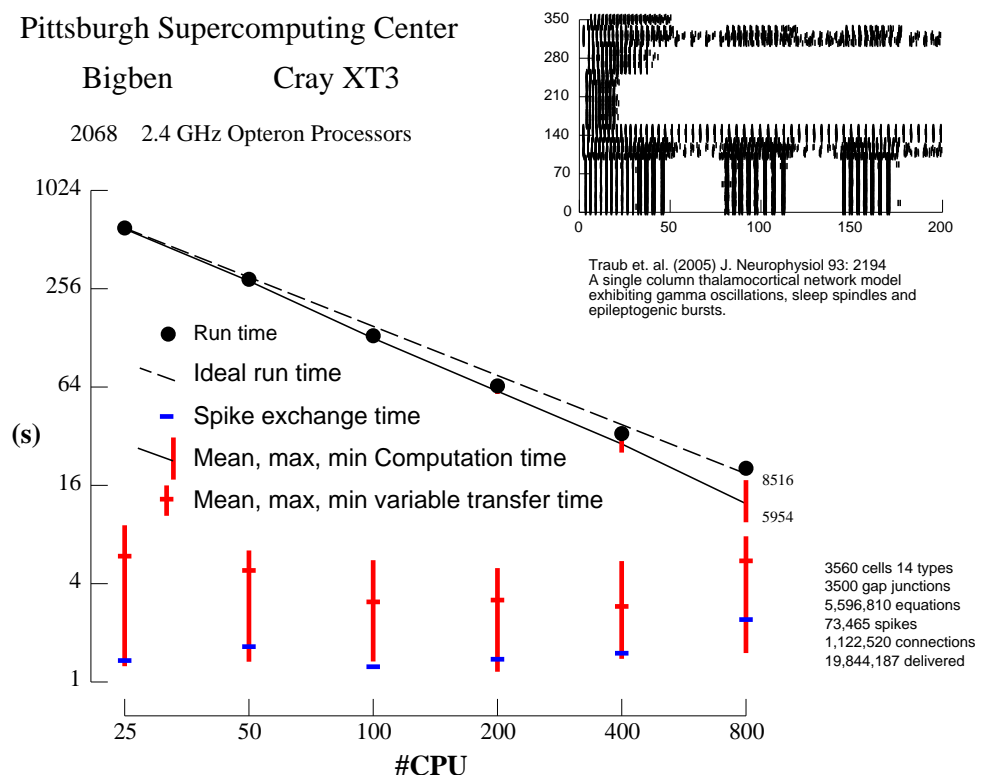 Pittsburgh Supercomputing Center
Bigben Cray XT3
2068 2.4 GHz Opteron Processors
350
280
210
140
70
0
0 50 100 150 200
Traub et. al. (2005) J. Neurophysiol 93: 2194
A single column thalamocortical network model
exhibiting gamma oscillations, sleep spindles and
epileptogenic bursts.
1024
256
64
16
4
1
(s)
Run time
Ideal run time
Spike exchange time
Mean, max, min Computation time
Mean, max, min variable transfer time
8516
5954
3560 cells 14 types
3500 gap junctions
5,596,810 equations
73,465 spikes
1,122,520 connections
19,844,187 delivered
25 50 100 200 400 800
#CPU